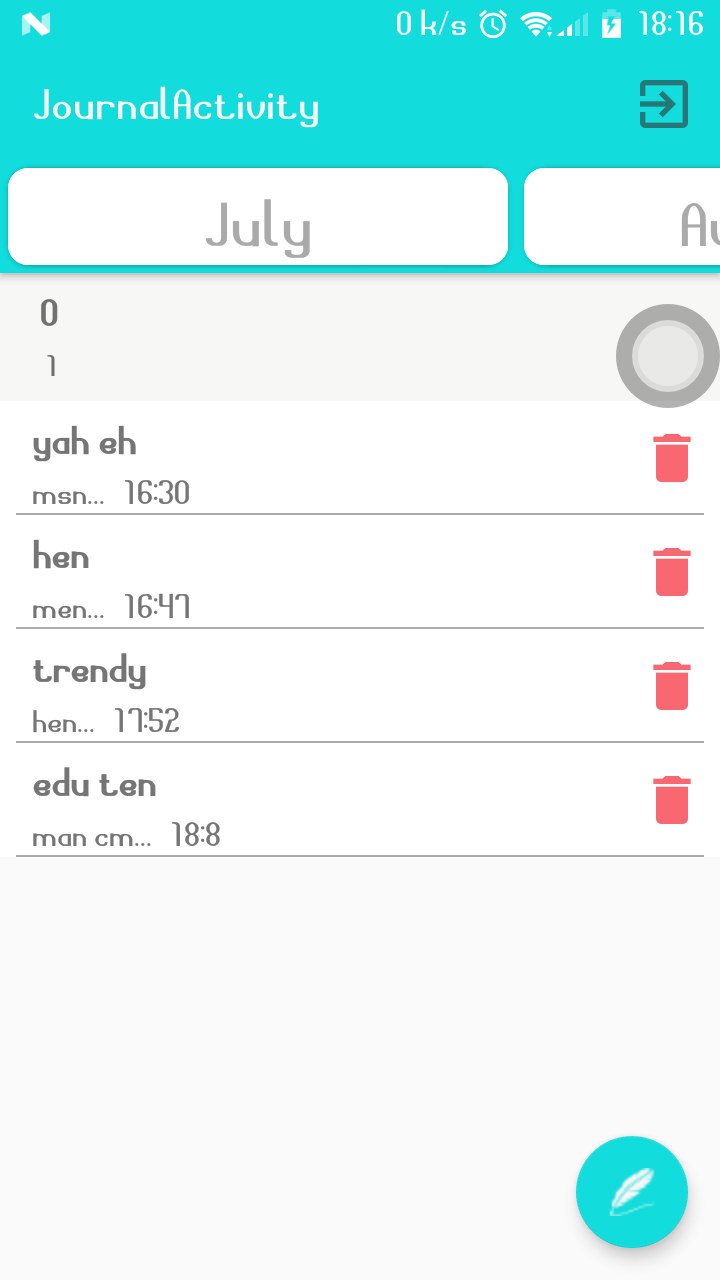 0 k/s 18:16
JournalActivity
July Au
0
1
yah eh
msn... 16:30
hen
men... 16:47
trendy
hen... 17:52
edu ten
man cm... 18:8